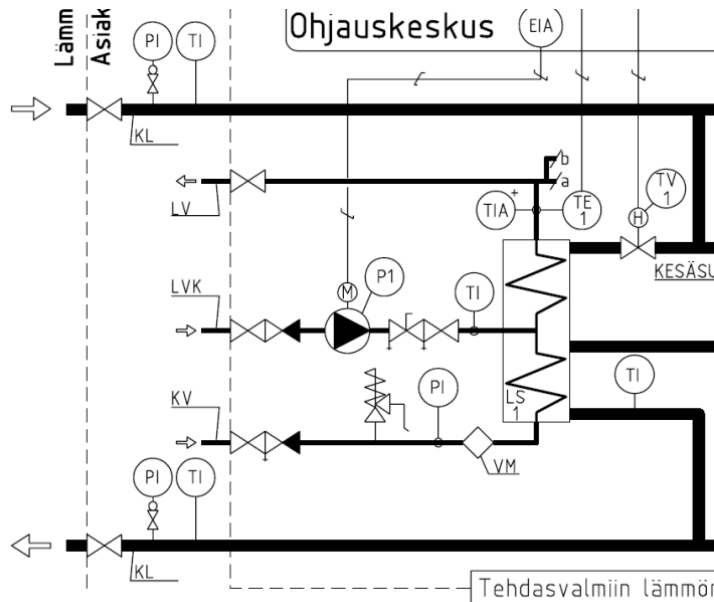 Lämm
Asiak
Ohjauskeskus
PI
TI
EIA
KL
b
a
LV
TIA
+
TE
1
TV
1
H
KESÄSU
LVK
M
P1
TI
KV
PI
LS
1
TI
VM
PI
TI
KL
Tehdasvalmiin lämmön